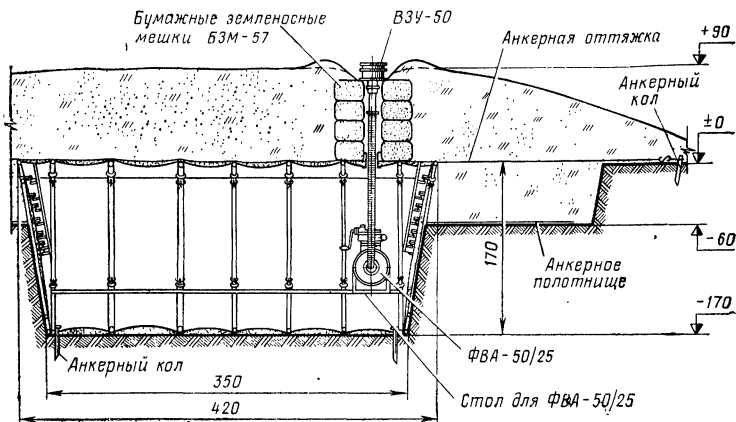 Бумажные земленосные
мешки БЗМ-57
ВЗУ-50
Анкерная оттяжка
+90
Анкерный
кол
±0
170
-60
Анкерное
полотнище
-170
Анкерный кол
ФВА-50/25
350
Стол для ФВА-50/25
420